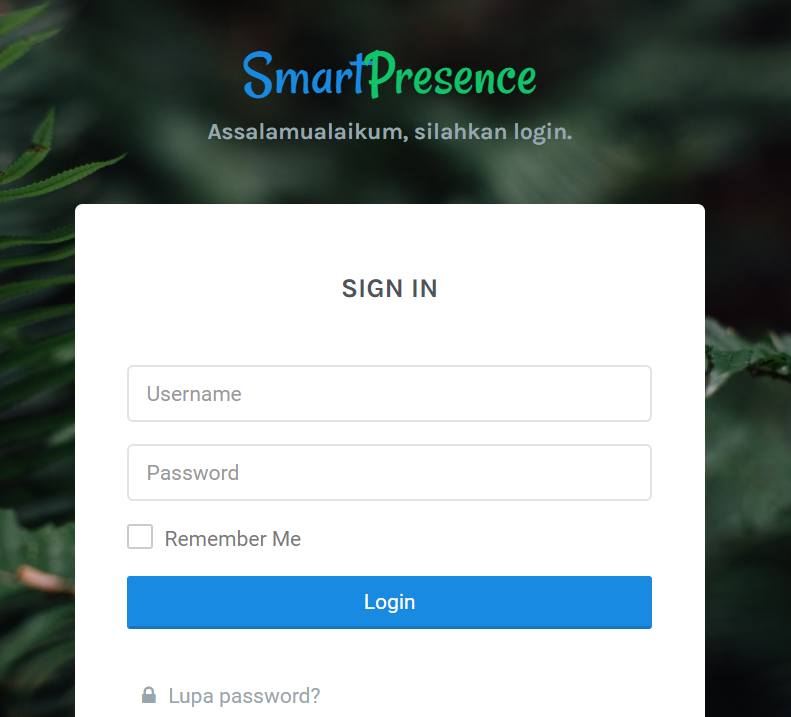 SmartPresence
Assalamualaikum, silahkan login.
SIGN IN
Username
Password
Remember Me
Login
Lupa password?